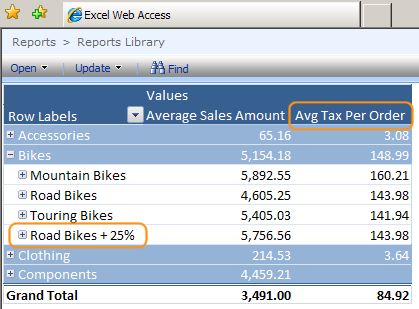 Excel Web Access
Reports > Reports Library
Open Update Find
Values
Row Labels Average Sales Amount Avg Tax Per Order
Accessories 65.16 3.08
Bikes 5,154.18 148.99
Mountain Bikes 5,892.55 160.21
Road Bikes 4,605.25 143.98
Touring Bikes 5,405.03 141.94
Road Bikes + 25% 5,756.56 143.98
Clothing 214.53 3.64
Components 4,459.21
Grand Total 3,491.00 84.92